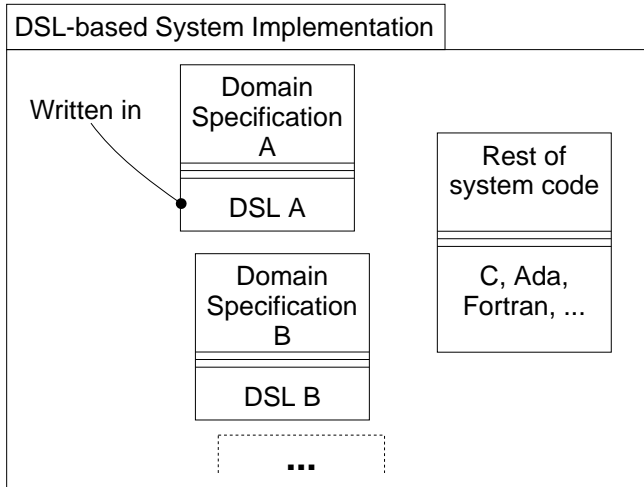 DSL-based System Implementation
Written in
Domain
Specification
A
DSL A
Domain
Specification
B
DSL B
...
Rest of
system code
C, Ada,
Fortran, ...